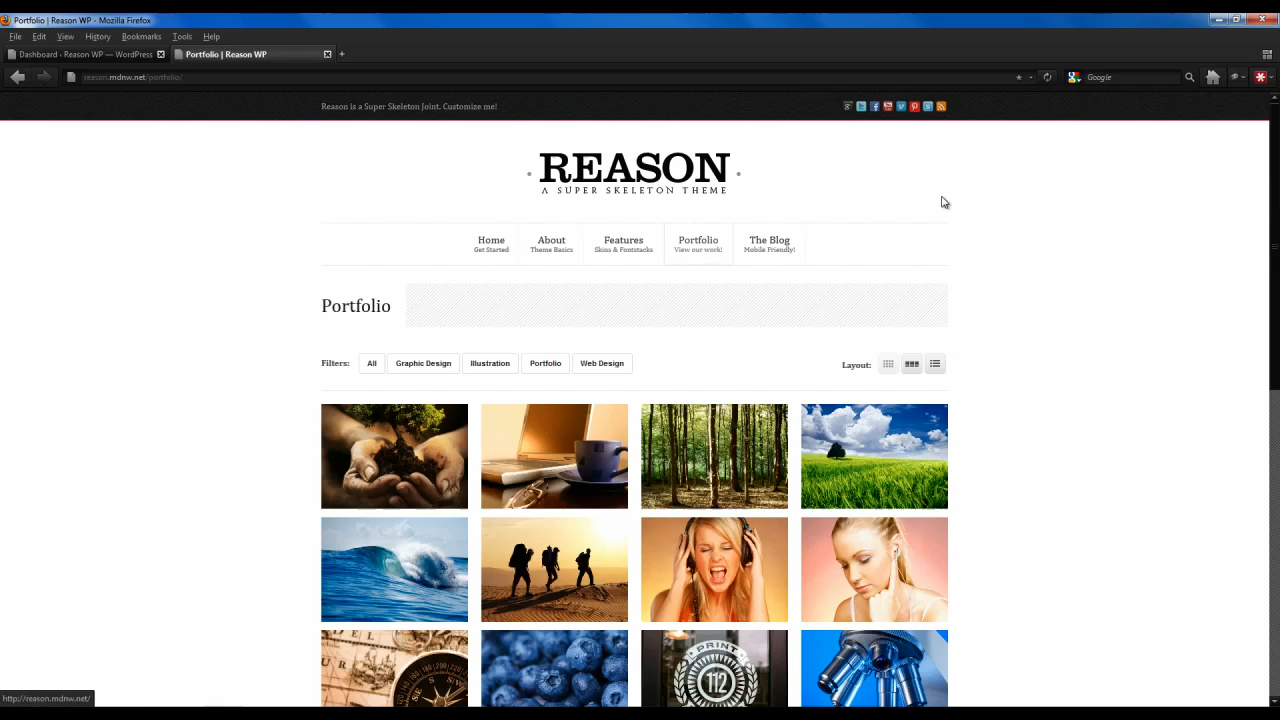 Portfolio | Reason WP - Mozilla Firefox
File Edit View History Bookmarks Tools Help
Dashboard ‹ Reason WP — WordPress
Portfolio | Reason WP
reason.mdnw.net/portfolio/
Google
Reason is a Super Skeleton Joint. Customize me!
REASON
A SUPER SKELETON THEME
Home About Features Portfolio The Blog
Get Started Theme Basics Skins & Fontstacks View our work! Mobile Friendly!
Portfolio
Filters: All Graphic Design Illustration Portfolio Web Design Layout:
PRINT
112
http://reason.mdnw.net/